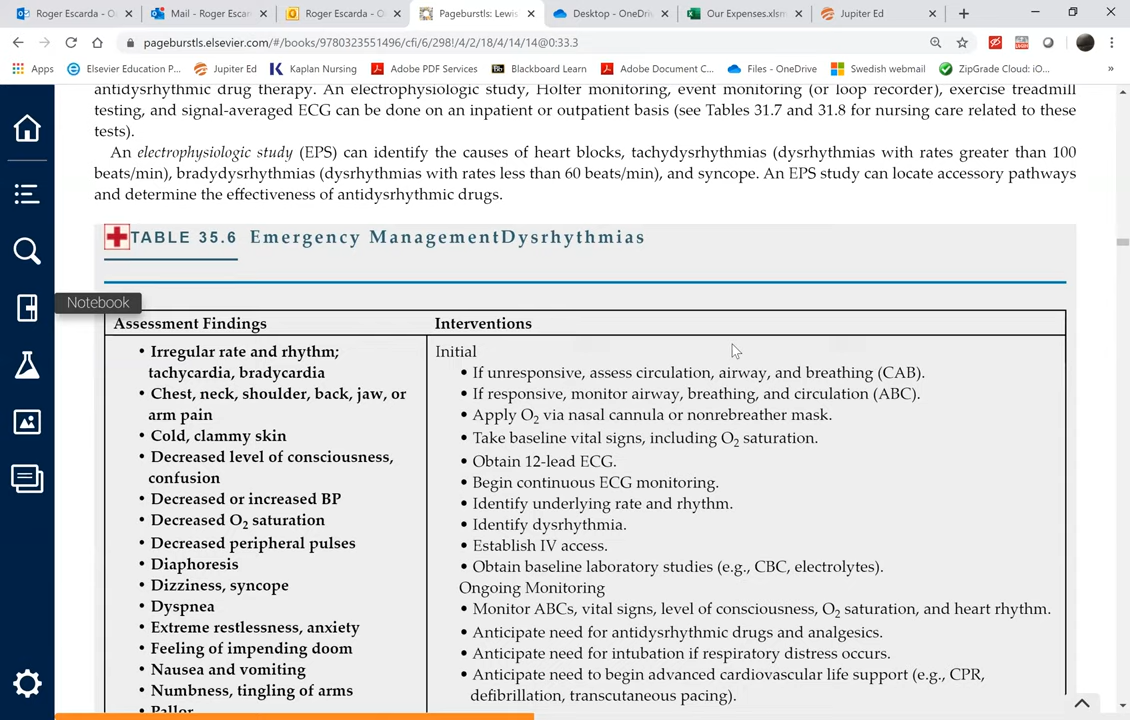 Roger Escarda - O
Mail - Roger Escar
Roger Escarda - O
Pageburstls: Lewis
Desktop - OneDriv
Our Expenses.xlsm
Jupiter Ed
pageburstls.elsevier.com/#/books/9780323551496/cfi/6/298!/4/2/18/4/14/14@0:33.3
Apps
Elsevier Education P...
Jupiter Ed
Kaplan Nursing
Adobe PDF Services
Blackboard Learn
Adobe Document C...
Files - OneDrive
Swedish webmail
ZipGrade Cloud: iO...
»
antidysrhythmic drug therapy. An electrophysiologic study, Holter monitoring, event monitoring (or loop recorder), exercise treadmill
testing, and signal-averaged ECG can be done on an inpatient or outpatient basis (see Tables 31.7 and 31.8 for nursing care related to these
tests).
An electrophysiologic study (EPS) can identify the causes of heart blocks, tachydysrhythmias (dysrhythmias with rates greater than 100
beats/min), bradydysrhythmias (dysrhythmias with rates less than 60 beats/min), and syncope. An EPS study can locate accessory pathways
and determine the effectiveness of antidysrhythmic drugs.
TABLE 35.6 Emergency ManagementDysrhythmias
Notebook
Assessment Findings
• Irregular rate and rhythm;
tachycardia, bradycardia
• Chest, neck, shoulder, back, jaw, or
arm pain
• Cold, clammy skin
• Decreased level of consciousness,
confusion
• Decreased or increased BP
• Decreased O2 saturation
• Decreased peripheral pulses
• Diaphoresis
• Dizziness, syncope
• Dyspnea
• Extreme restlessness, anxiety
• Feeling of impending doom
• Nausea and vomiting
• Numbness, tingling of arms
• Pallor
Interventions
Initial
• If unresponsive, assess circulation, airway, and breathing (CAB).
• If responsive, monitor airway, breathing, and circulation (ABC).
• Apply O2 via nasal cannula or nonrebreather mask.
• Take baseline vital signs, including O2 saturation.
• Obtain 12-lead ECG.
• Begin continuous ECG monitoring.
• Identify underlying rate and rhythm.
• Identify dysrhythmia.
• Establish IV access.
• Obtain baseline laboratory studies (e.g., CBC, electrolytes).
Ongoing Monitoring
• Monitor ABCs, vital signs, level of consciousness, O2 saturation, and heart rhythm.
• Anticipate need for antidysrhythmic drugs and analgesics.
• Anticipate need for intubation if respiratory distress occurs.
• Anticipate need to begin advanced cardiovascular life support (e.g., CPR,
defibrillation, transcutaneous pacing).